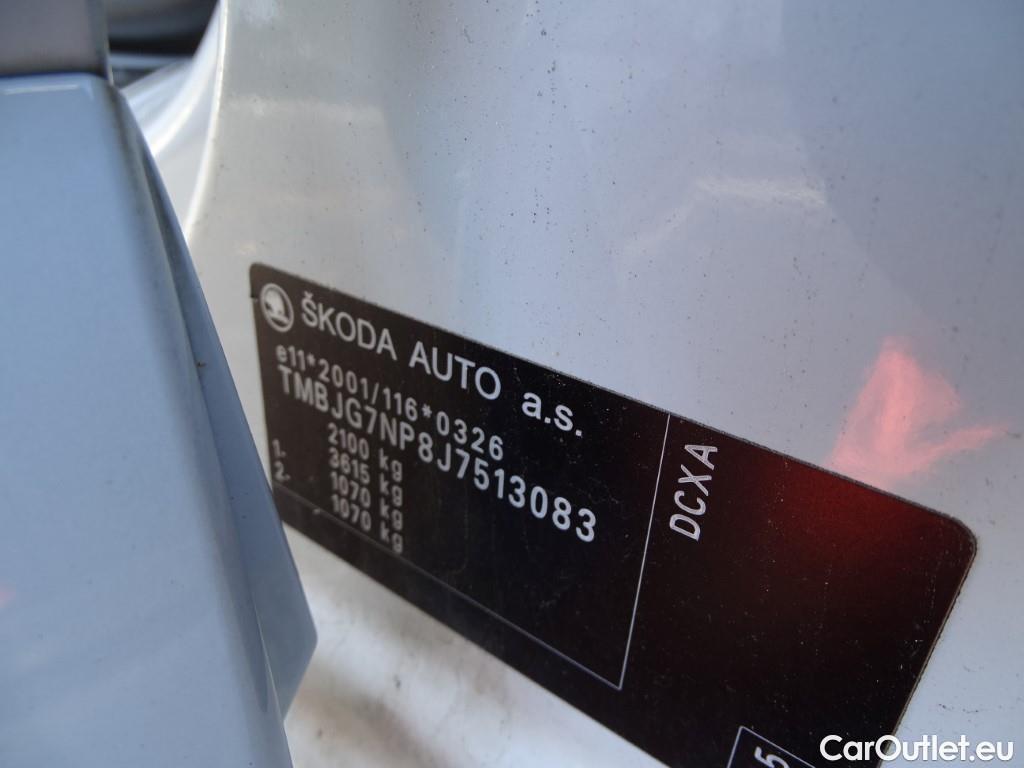 ŠKODA AUTO a.s.
e11*2001/116*0326
TMBJG7NP8J7513083
2100 kg
3615 kg
1. 1070 kg
2. 1070 kg
DCXA
5
CarOutlet.eu